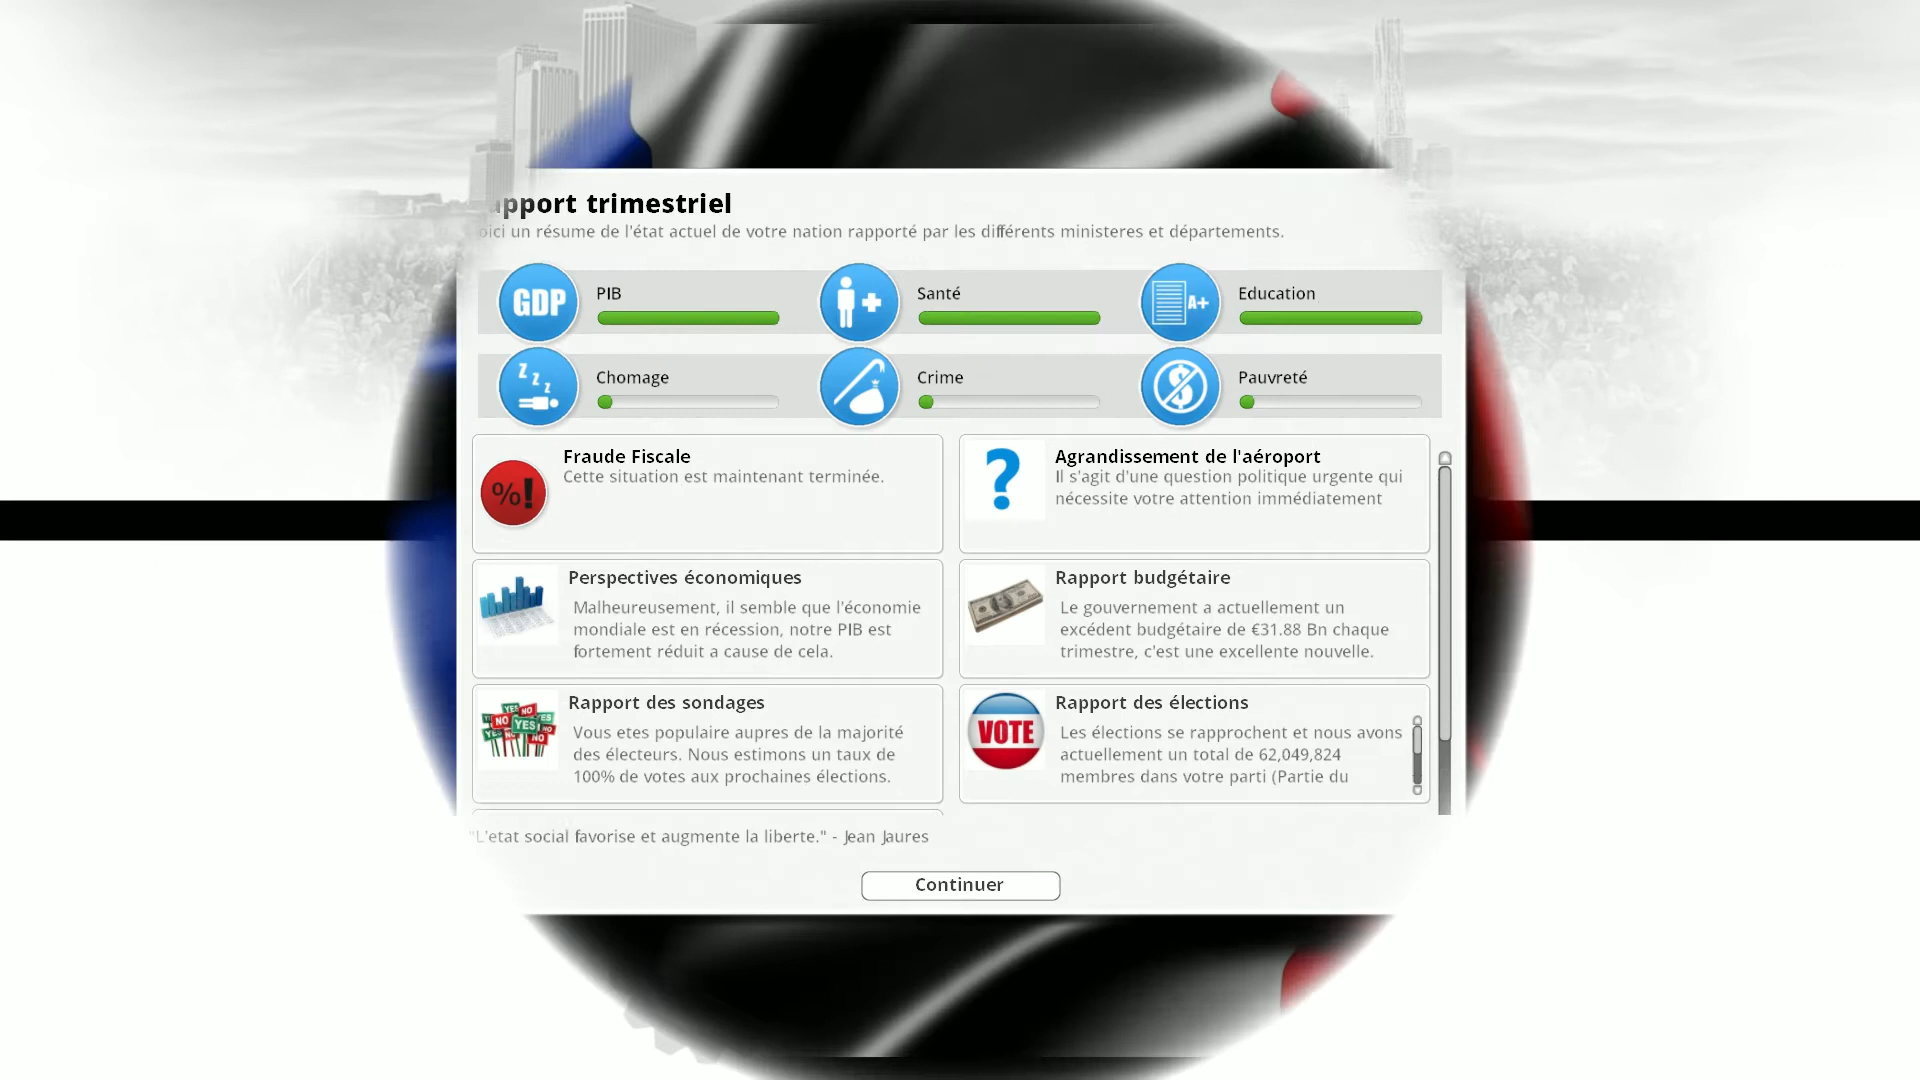 apport trimestriel
oici un résume de l'état actuel de votre nation rapporté par les différents ministeres et départements.
GDP PIB Santé A+ Education
Z Z Z Chomage Crime $ Pauvreté
%! Fraude Fiscale
Cette situation est maintenant terminée.
? Agrandissement de l'aéroport
Il s'agit d'une question politique urgente qui
nécessite votre attention immédiatement
Perspectives économiques
Malheureusement, il semble que l'économie
mondiale est en récession, notre PIB est
fortement réduit a cause de cela.
Rapport budgétaire
Le gouvernement a actuellement un
excédent budgétaire de €31.88 Bn chaque
trimestre, c'est une excellente nouvelle.
YES NO YES NO YES NO
Rapport des sondages
Vous etes populaire aupres de la majorité
des électeurs. Nous estimons un taux de
100% de votes aux prochaines élections.
VOTE
Rapport des élections
Les élections se rapprochent et nous avons
actuellement un total de 62,049,824
membres dans votre parti (Partie du
"L'etat social favorise et augmente la liberte." - Jean Jaures
Continuer